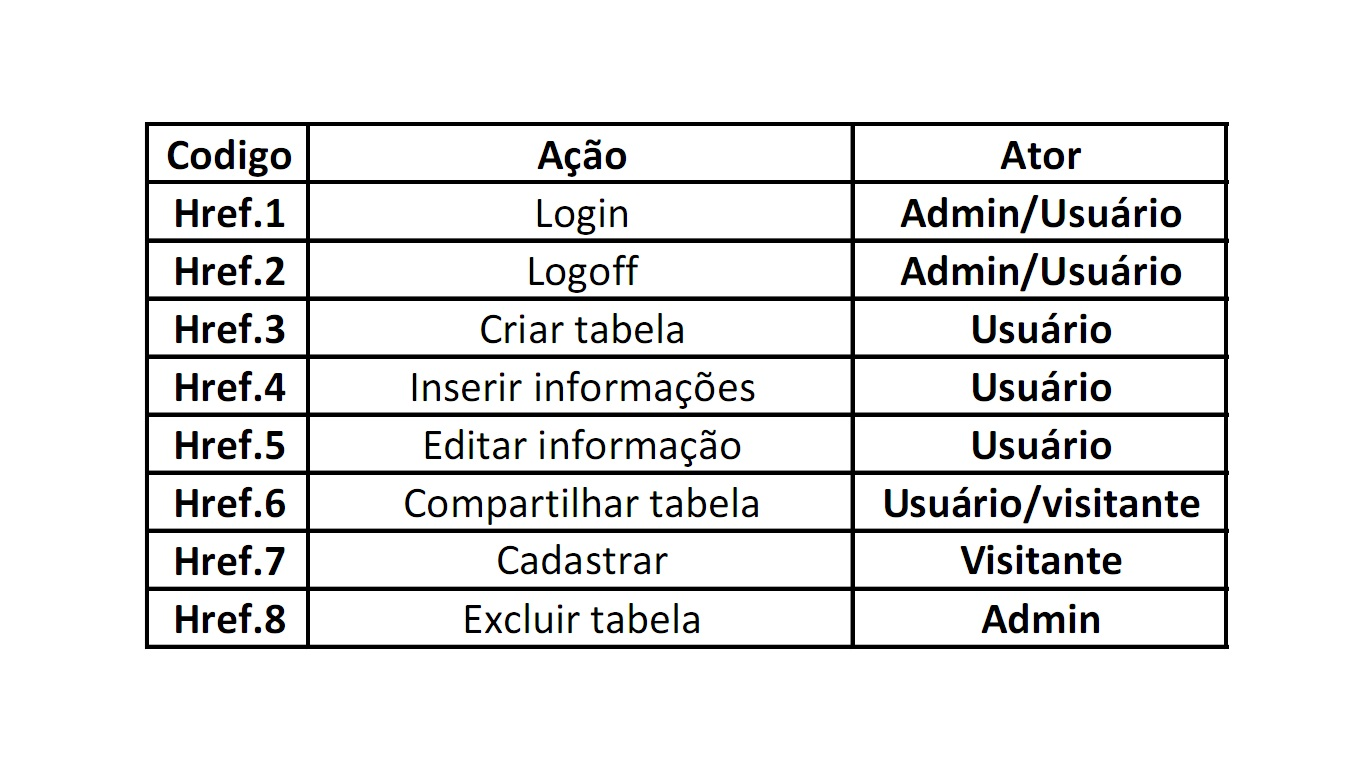 Codigo Ação Ator
Href.1 Login Admin/Usuário
Href.2 Logoff Admin/Usuário
Href.3 Criar tabela Usuário
Href.4 Inserir informações Usuário
Href.5 Editar informação Usuário
Href.6 Compartilhar tabela Usuário/visitante
Href.7 Cadastrar Visitante
Href.8 Excluir tabela Admin